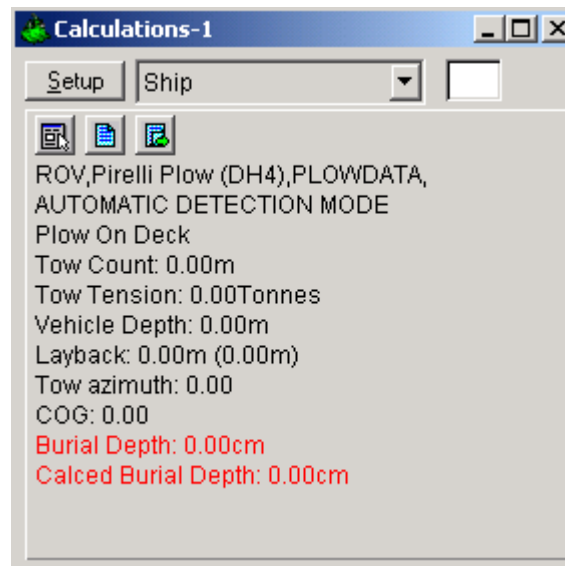 Calculations-1
Setup Ship
ROV,Pirelli Plow (DH4),PLOWDATA,
AUTOMATIC DETECTION MODE
Plow On Deck
Tow Count: 0.00m
Tow Tension: 0.00Tonnes
Vehicle Depth: 0.00m
Layback: 0.00m (0.00m)
Tow azimuth: 0.00
COG: 0.00
Burial Depth: 0.00cm
Calced Burial Depth: 0.00cm